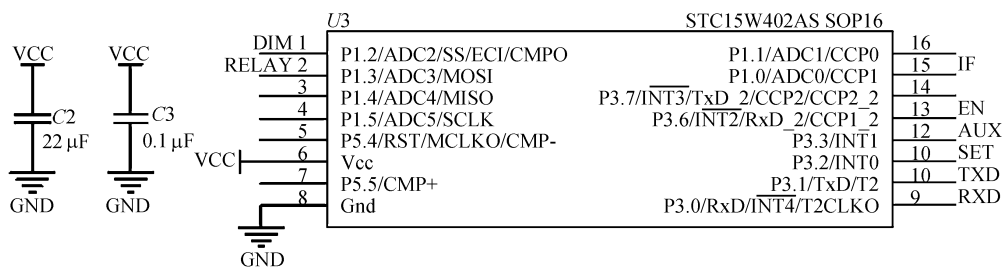 U3 STC15W402AS SOP16
VCC
C2
22 μF
GND
VCC
C3
0.1 μF
GND
DIM 1 P1.2/ADC2/SS/ECI/CMPO
RELAY 2 P1.3/ADC3/MOSI
3 P1.4/ADC4/MISO
4 P1.5/ADC5/SCLK
5 P5.4/RST/MCLKO/CMP-
VCC 6 Vcc
7 P5.5/CMP+
8 Gnd
GND
P1.1/ADC1/CCP0 16
P1.0/ADC0/CCP1 15 IF
P3.7/INT3/TxD_2/CCP2/CCP2_2 14
P3.6/INT2/RxD_2/CCP1_2 13 EN
P3.3/INT1 12 AUX
P3.2/INT0 10 SET
P3.1/TxD/T2 10 TXD
P3.0/RxD/INT4/T2CLKO 9 RXD